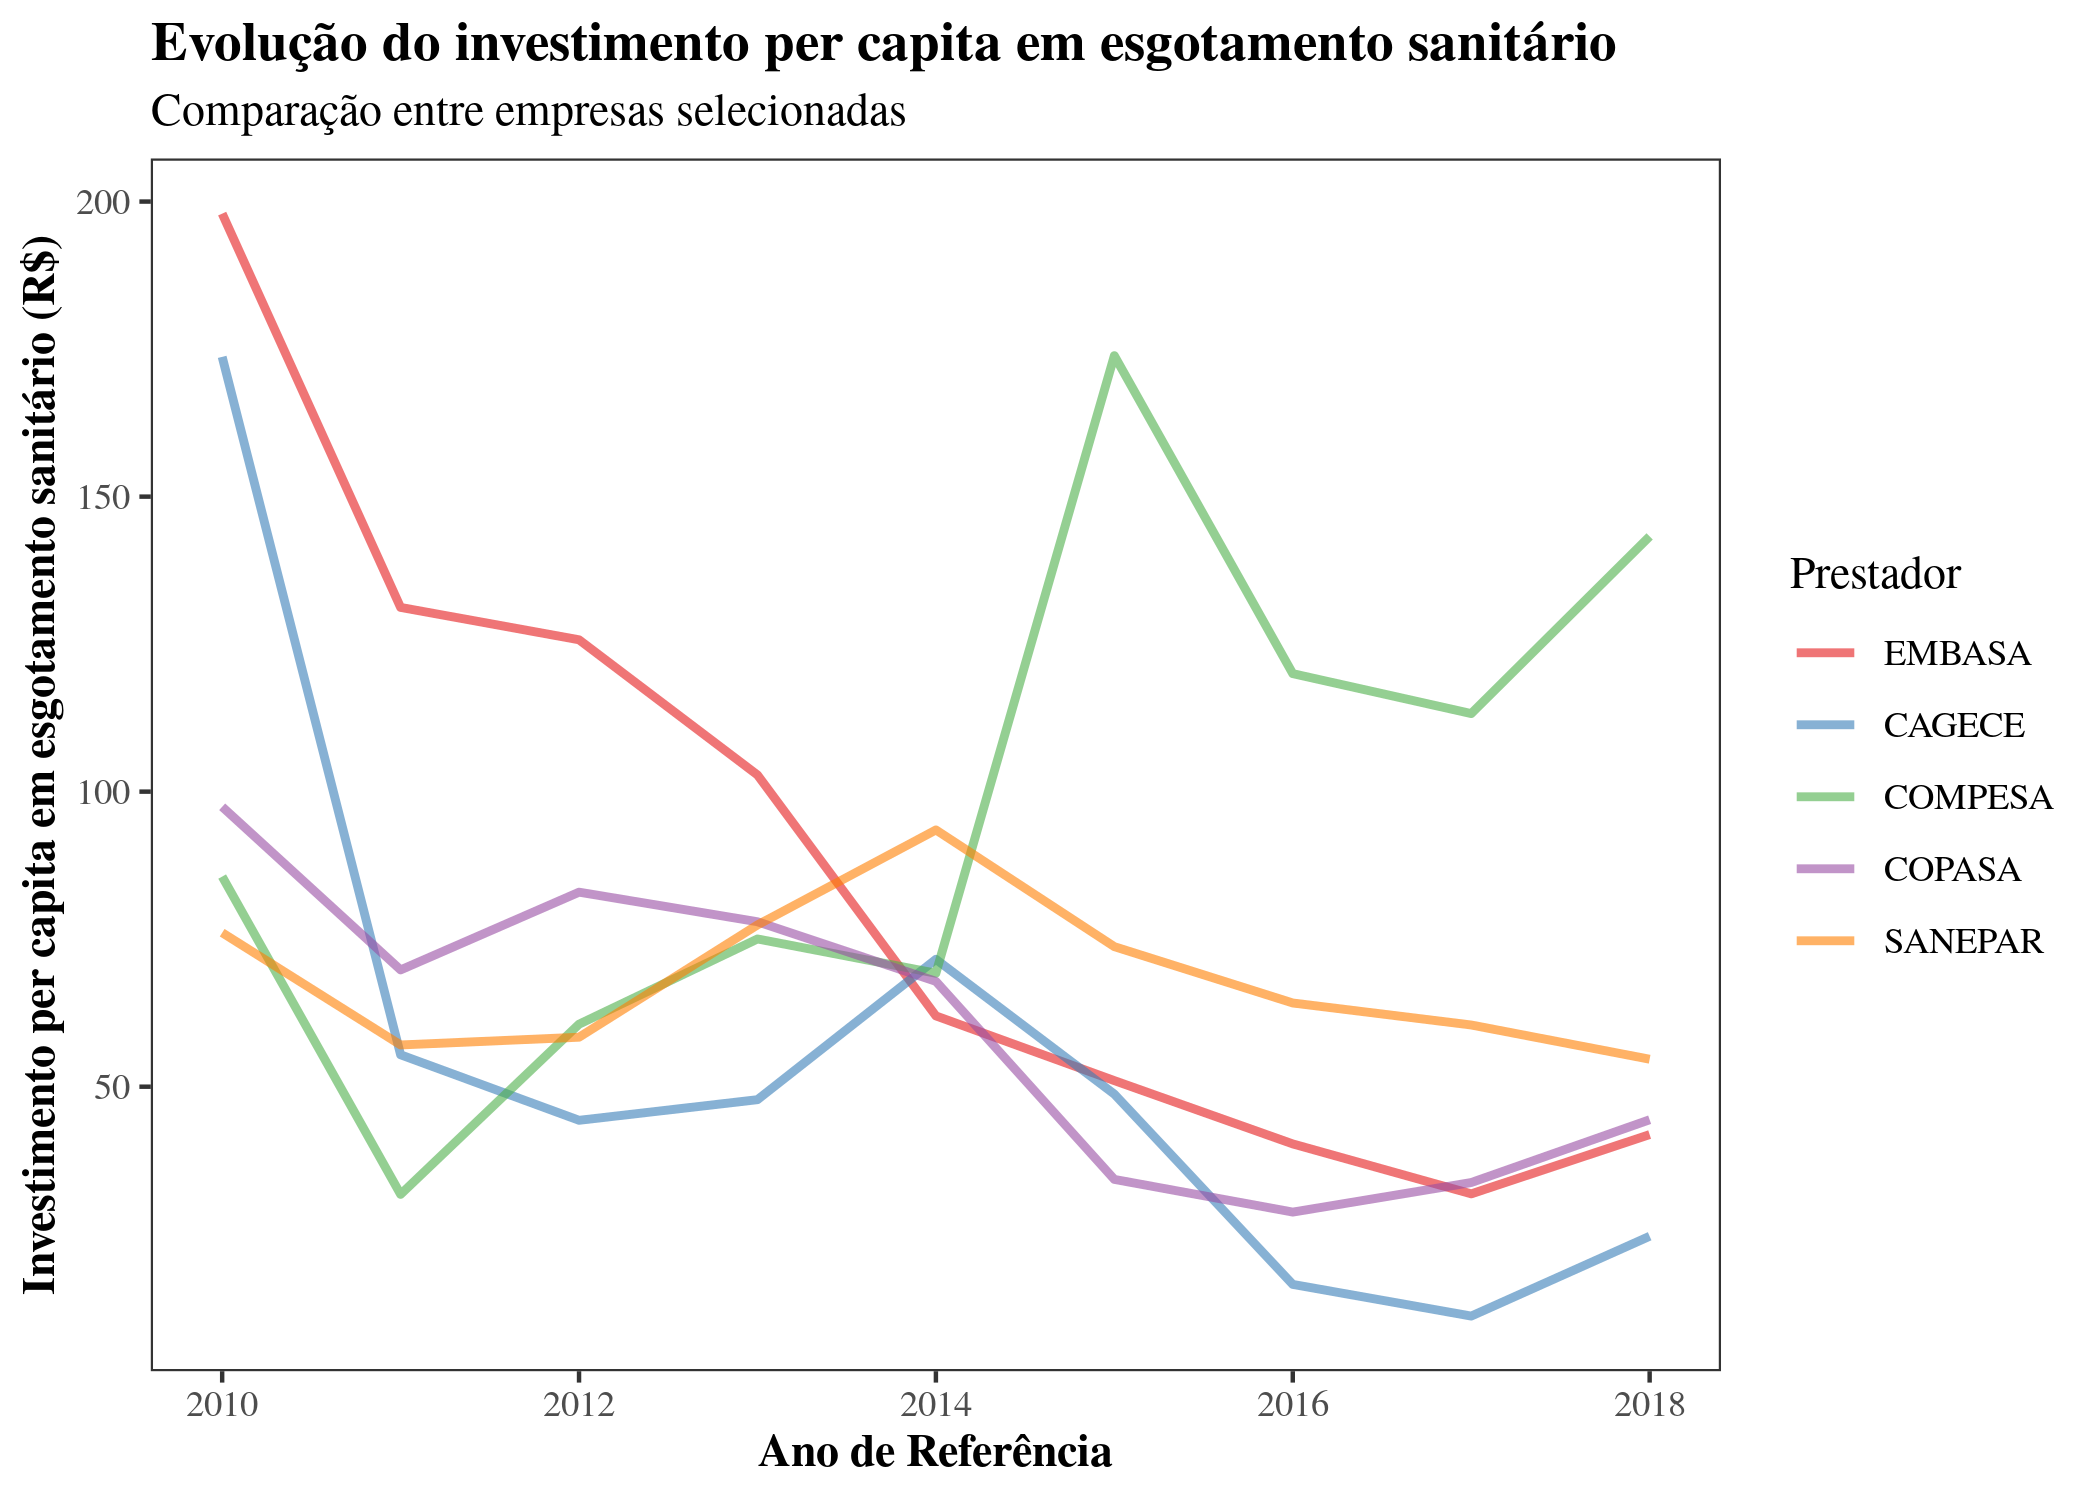 Evolução do investimento per capita em esgotamento sanitário
Comparação entre empresas selecionadas
Investimento per capita em esgotamento sanitário (R$)
200
150
100
50
2010
2012
2014
2016
2018
Ano de Referência
Prestador
EMBASA
CAGECE
COMPESA
COPASA
SANEPAR